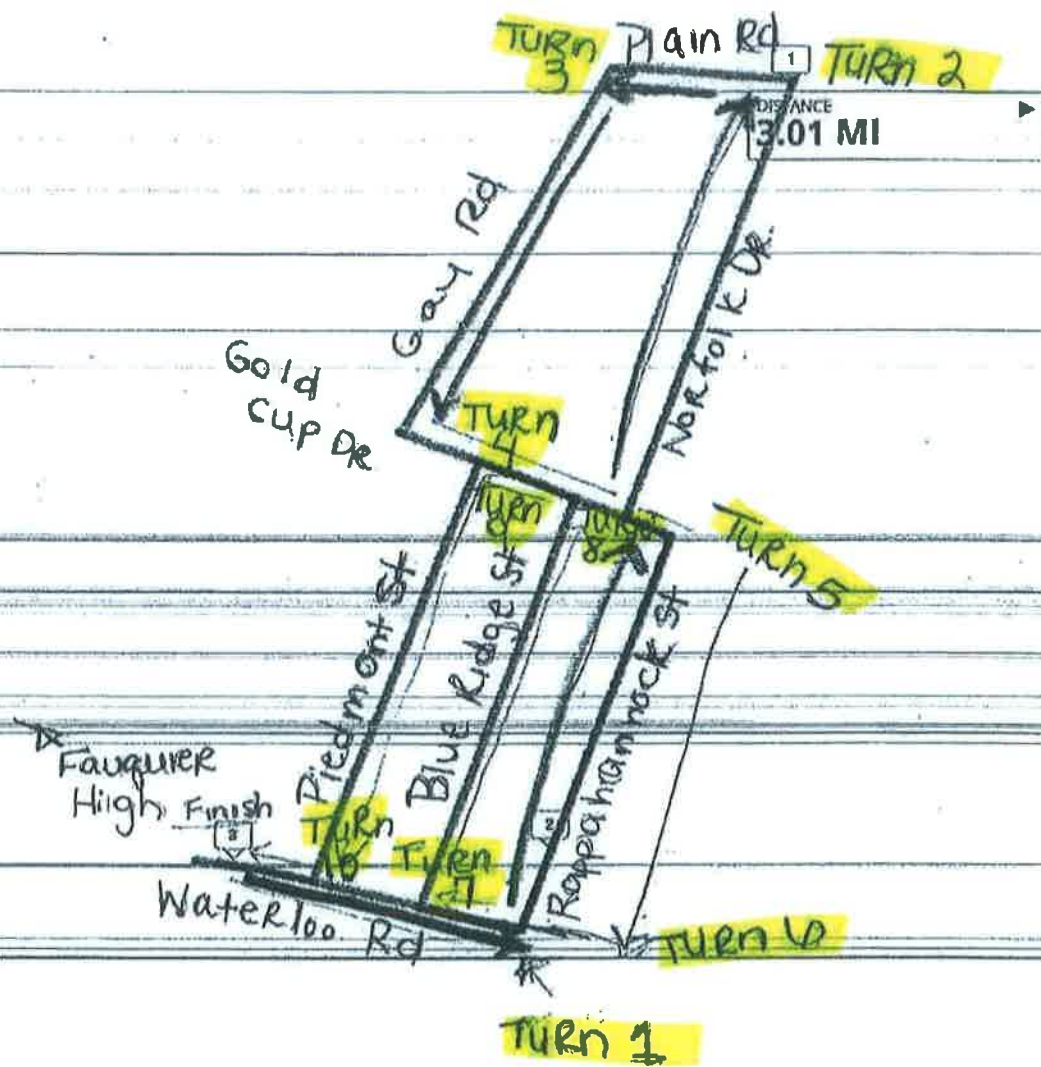 TURN 3
Plain Rd
1
TURN 2
DISTANCE
3.01 MI
Gay Rd
Norfolk DR.
Gold
Cup DR
TURN
4
Turn
TURN 5
8
Piedmont St
Blue Ridge St
Rappahannock St
Fauquier
High
Finish
3
TURN
TURN
7
2
Waterloo Rd
TURN 6
TURN 1